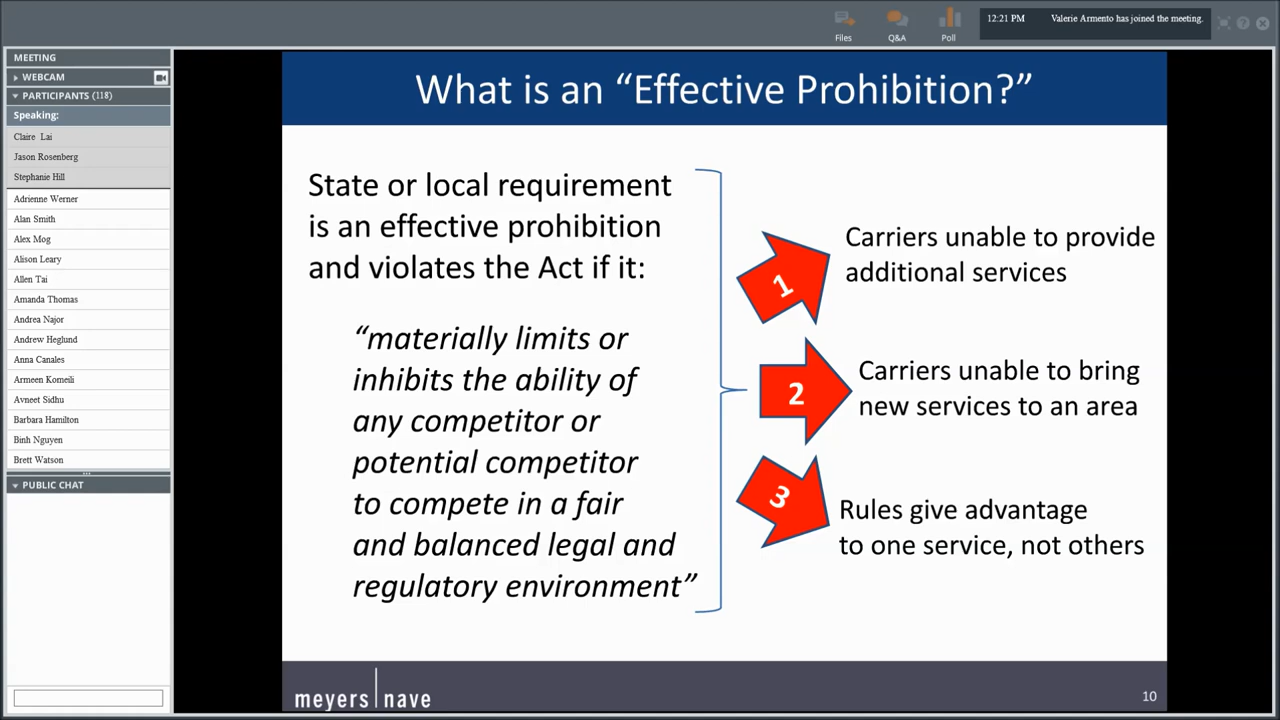 Files
Q&A
Poll
12:21 PM Valerie Armento has joined the meeting.
MEETING
WEBCAM
PARTICIPANTS (118)
Speaking:
Claire Lai
Jason Rosenberg
Stephanie Hill
Adrienne Werner
Alan Smith
Alex Mog
Alison Leary
Allen Tai
Amanda Thomas
Andrea Najor
Andrew Heglund
Anna Canales
Armeen Komeili
Avneet Sidhu
Barbara Hamilton
Binh Nguyen
Brett Watson
PUBLIC CHAT
What is an “Effective Prohibition?”
State or local requirement
is an effective prohibition
and violates the Act if it:
“materially limits or
inhibits the ability of
any competitor or
potential competitor
to compete in a fair
and balanced legal and
regulatory environment”
1
Carriers unable to provide
additional services
2
Carriers unable to bring
new services to an area
3
Rules give advantage
to one service, not others
meyers nave
10